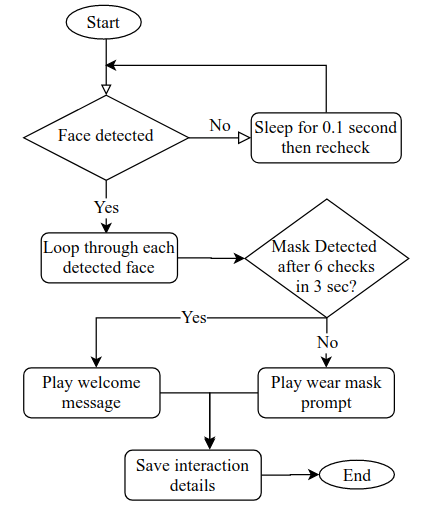 Start
Face detected
No
Sleep for 0.1 second
then recheck
Yes
Loop through each
detected face
Mask Detected
after 6 checks
in 3 sec?
Yes
No
Play welcome
message
Play wear mask
prompt
Save interaction
details
End